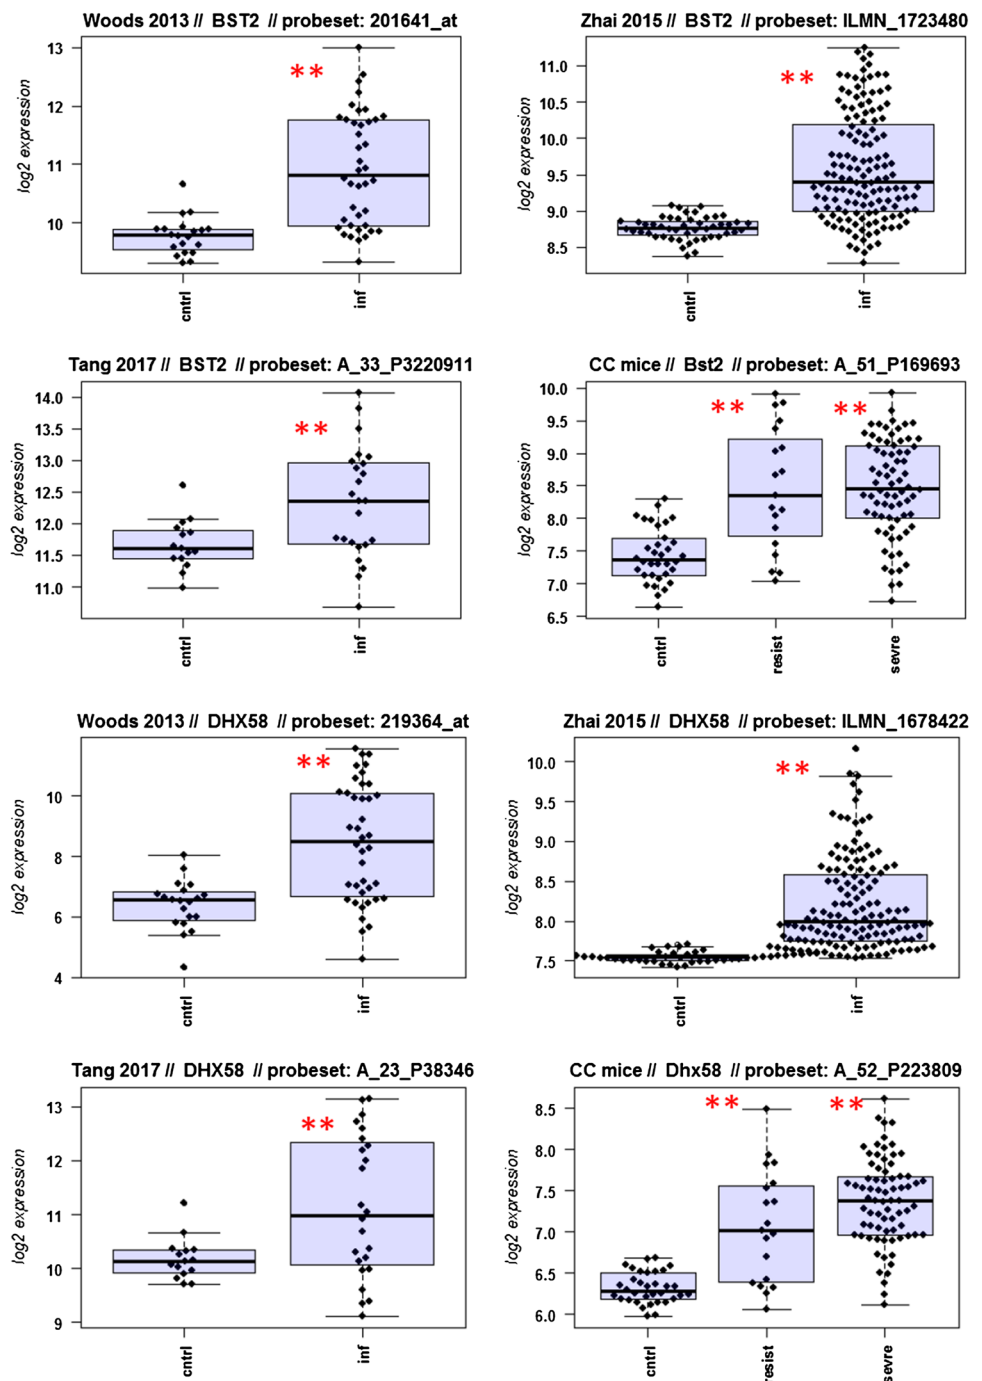 Woods 2013 // BST2 // probeset: 201641_at
Zhai 2015 // BST2 // probeset: ILMN_1723480
log2 expression
13
12
11
10
**
cntrl
inf
log2 expression
11.0
10.5
10.0
9.5
9.0
8.5
**
cntrl
inf
Tang 2017 // BST2 // probeset: A_33_P3220911
CC mice // Bst2 // probeset: A_51_P169693
log2 expression
14.0
13.5
13.0
12.5
12.0
11.5
11.0
**
cntrl
inf
log2 expression
10.0
9.5
9.0
8.5
8.0
7.5
7.0
6.5
**
**
cntrl
resist
sevre
Woods 2013 // DHX58 // probeset: 219364_at
Zhai 2015 // DHX58 // probeset: ILMN_1678422
log2 expression
10
8
6
4
**
cntrl
inf
log2 expression
10.0
9.5
9.0
8.5
8.0
7.5
**
cntrl
inf
Tang 2017 // DHX58 // probeset: A_23_P38346
CC mice // Dhx58 // probeset: A_52_P223809
log2 expression
13
12
11
10
9
**
cntrl
inf
log2 expression
8.5
8.0
7.5
7.0
6.5
6.0
**
**
cntrl
resist
sevre